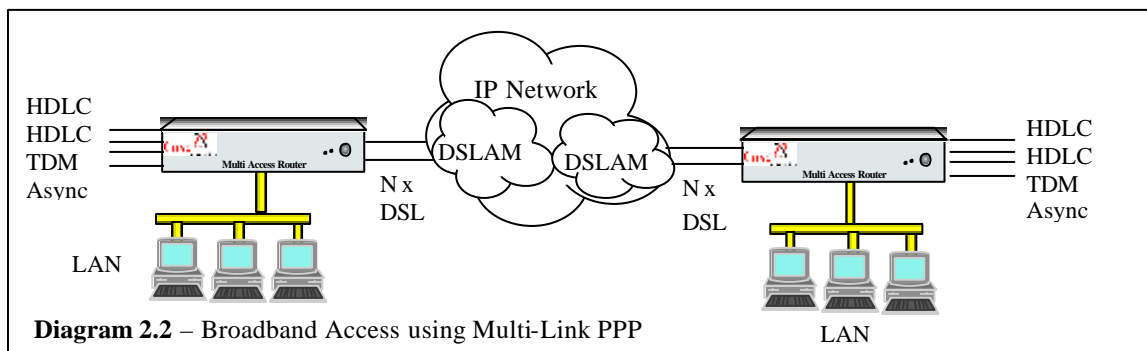 HDLC
HDLC
TDM
Async
Multi Access Router
LAN
N x
DSL
IP Network
DSLAM
DSLAM
N x
DSL
Multi Access Router
HDLC
HDLC
TDM
Async
LAN
Diagram 2.2 – Broadband Access using Multi-Link PPP